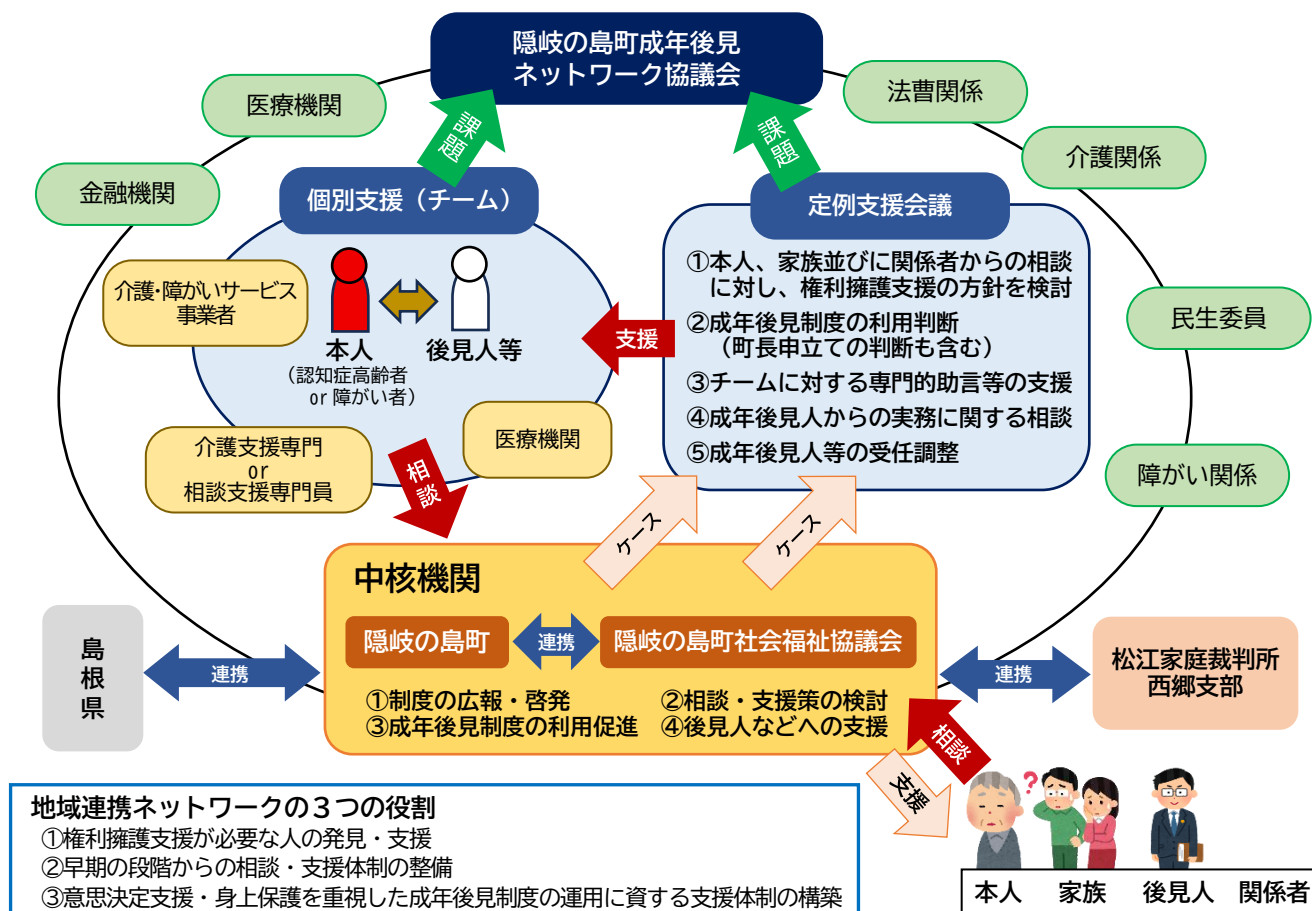 隠岐の島町成年後見
ネットワーク協議会
医療機関
法曹関係
金融機関
介護関係
課題
課題
個別支援（チーム）
定例支援会議
介護・障がいサービス
事業者
本人
（認知症高齢者
or 障がい者）
後見人等
支援
①本人、家族並びに関係者からの相談
に対し、権利擁護支援の方針を検討
②成年後見制度の利用判断
（町長申立ての判断も含む）
③チームに対する専門的助言等の支援
④成年後見人からの実務に関する相談
⑤成年後見人等の受任調整
民生委員
介護支援専門
or
相談支援専門員
医療機関
障がい関係
相談
ケース
ケース
中核機関
隠岐の島町
連携
隠岐の島町社会福祉協議会
①制度の広報・啓発
②相談・支援策の検討
③成年後見制度の利用促進
④後見人などへの支援
島根県
連携
連携
松江家庭裁判所
西郷支部
相談
支援
?
本人
家族
後見人
関係者
地域連携ネットワークの３つの役割
①権利擁護支援が必要な人の発見・支援
②早期の段階からの相談・支援体制の整備
③意思決定支援・身上保護を重視した成年後見制度の運用に資する支援体制の構築